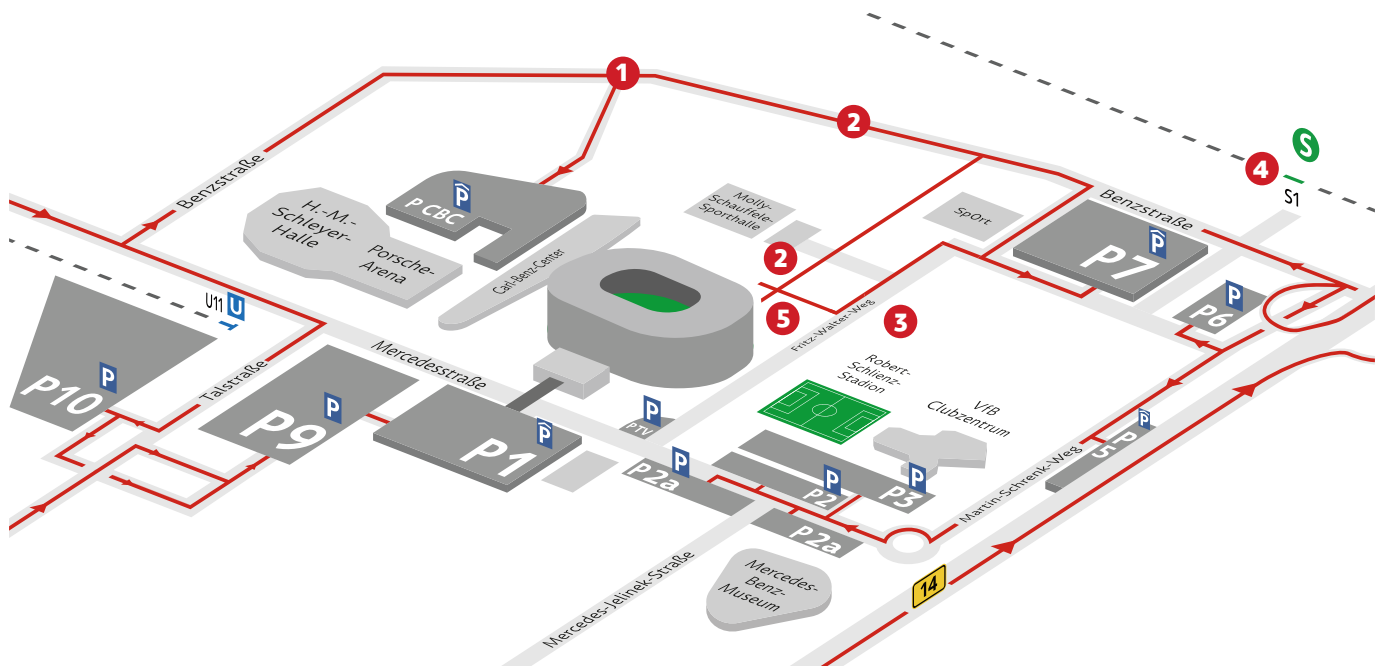 1
2
S
4
S1
Benzstraße
P
P CBC
H.-M.-
Schleyer-
Halle
Porsche-
Arena
Carl-Benz-Center
Molly-
Schauffele-
Sporthalle
SpOrt
Benzstraße
P
P7
2
5
3
Fritz-Walter-Weg
P
P6
U11
U
Mercedesstraße
Talstraße
P
P10
P
P9
P
P1
P
PTV
Robert-
Schlienz-
Stadion
VfB
Clubzentrum
P
P5
Martin-Schrenk-Weg
P
P2a
P
P2
P
P3
P2a
Mercedes-Jelinek-Straße
Mercedes-
Benz-
Museum
14